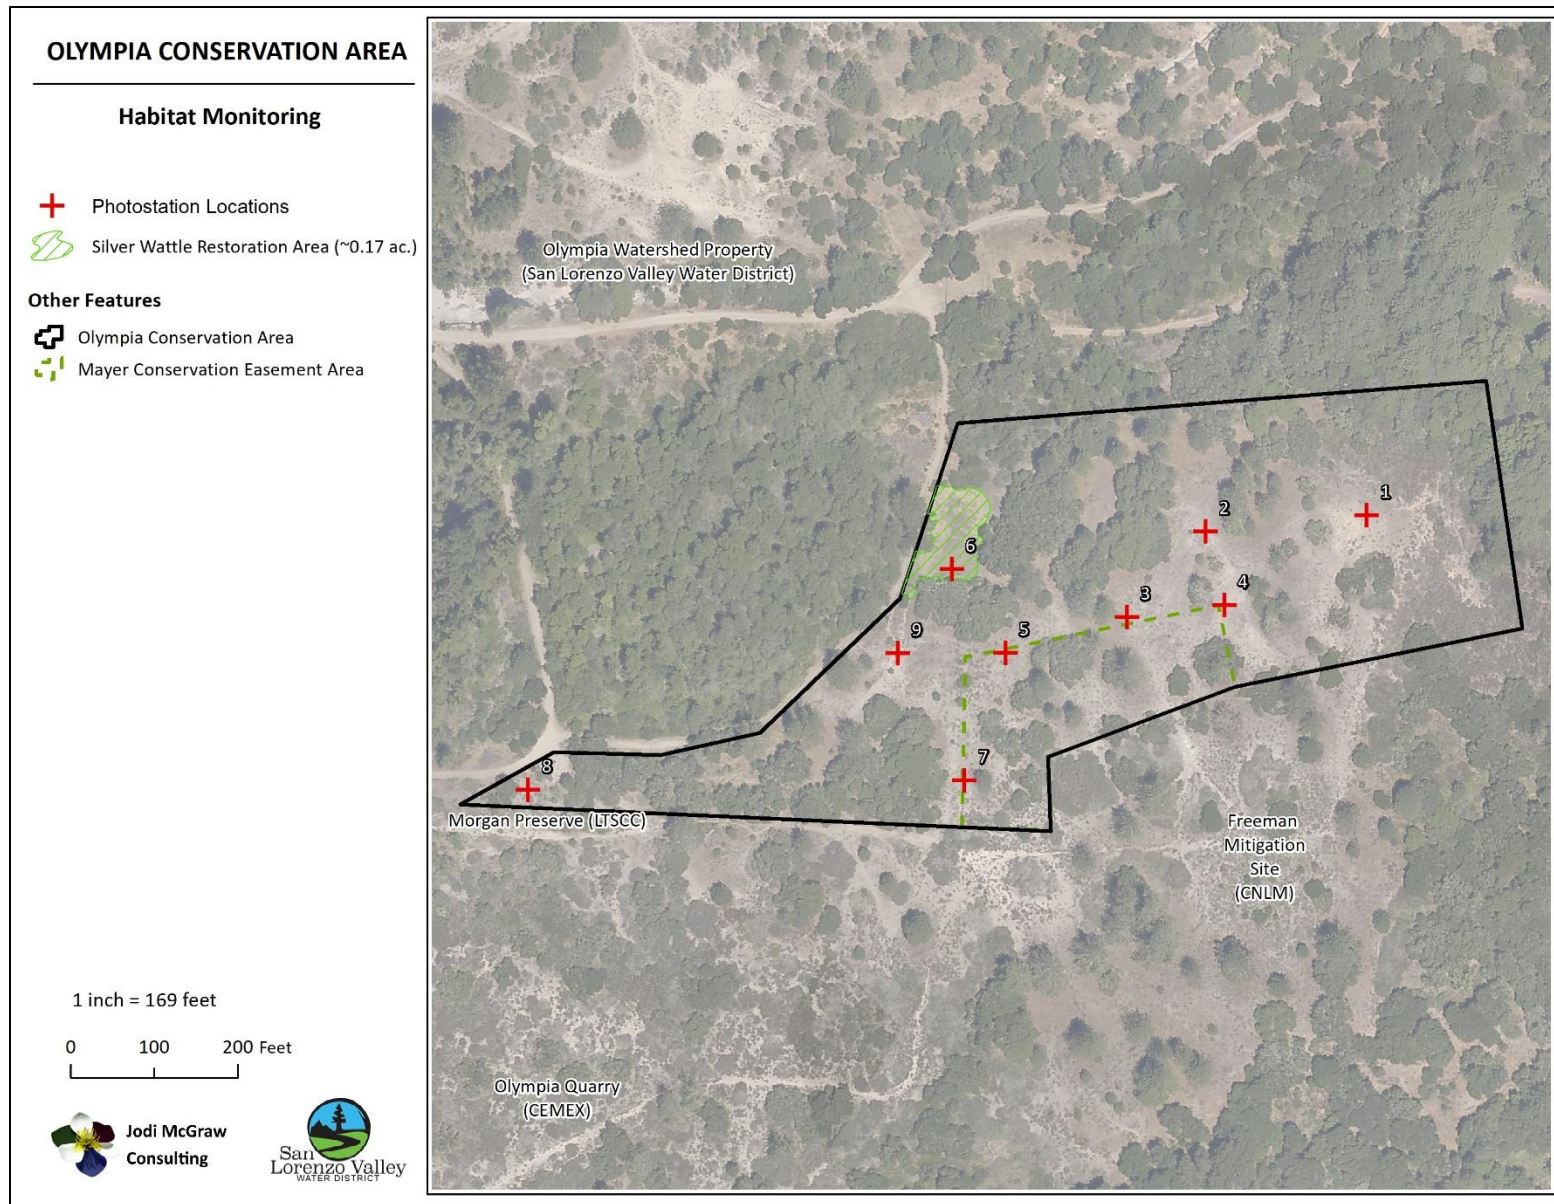 OLYMPIA CONSERVATION AREA
Habitat Monitoring
Photostation Locations
Silver Wattle Restoration Area (~0.17 ac.)
Other Features
Olympia Conservation Area
Mayer Conservation Easement Area
1 inch = 169 feet
0 100 200 Feet
Jodi McGraw
Consulting
San
Lorenzo Valley
WATER DISTRICT
Olympia Watershed Property
(San Lorenzo Valley Water District)
1
2
6
4
3
9
5
7
8
Morgan Preserve (LTSCC)
Freeman
Mitigation
Site
(CNLM)
Olympia Quarry
(CEMEX)